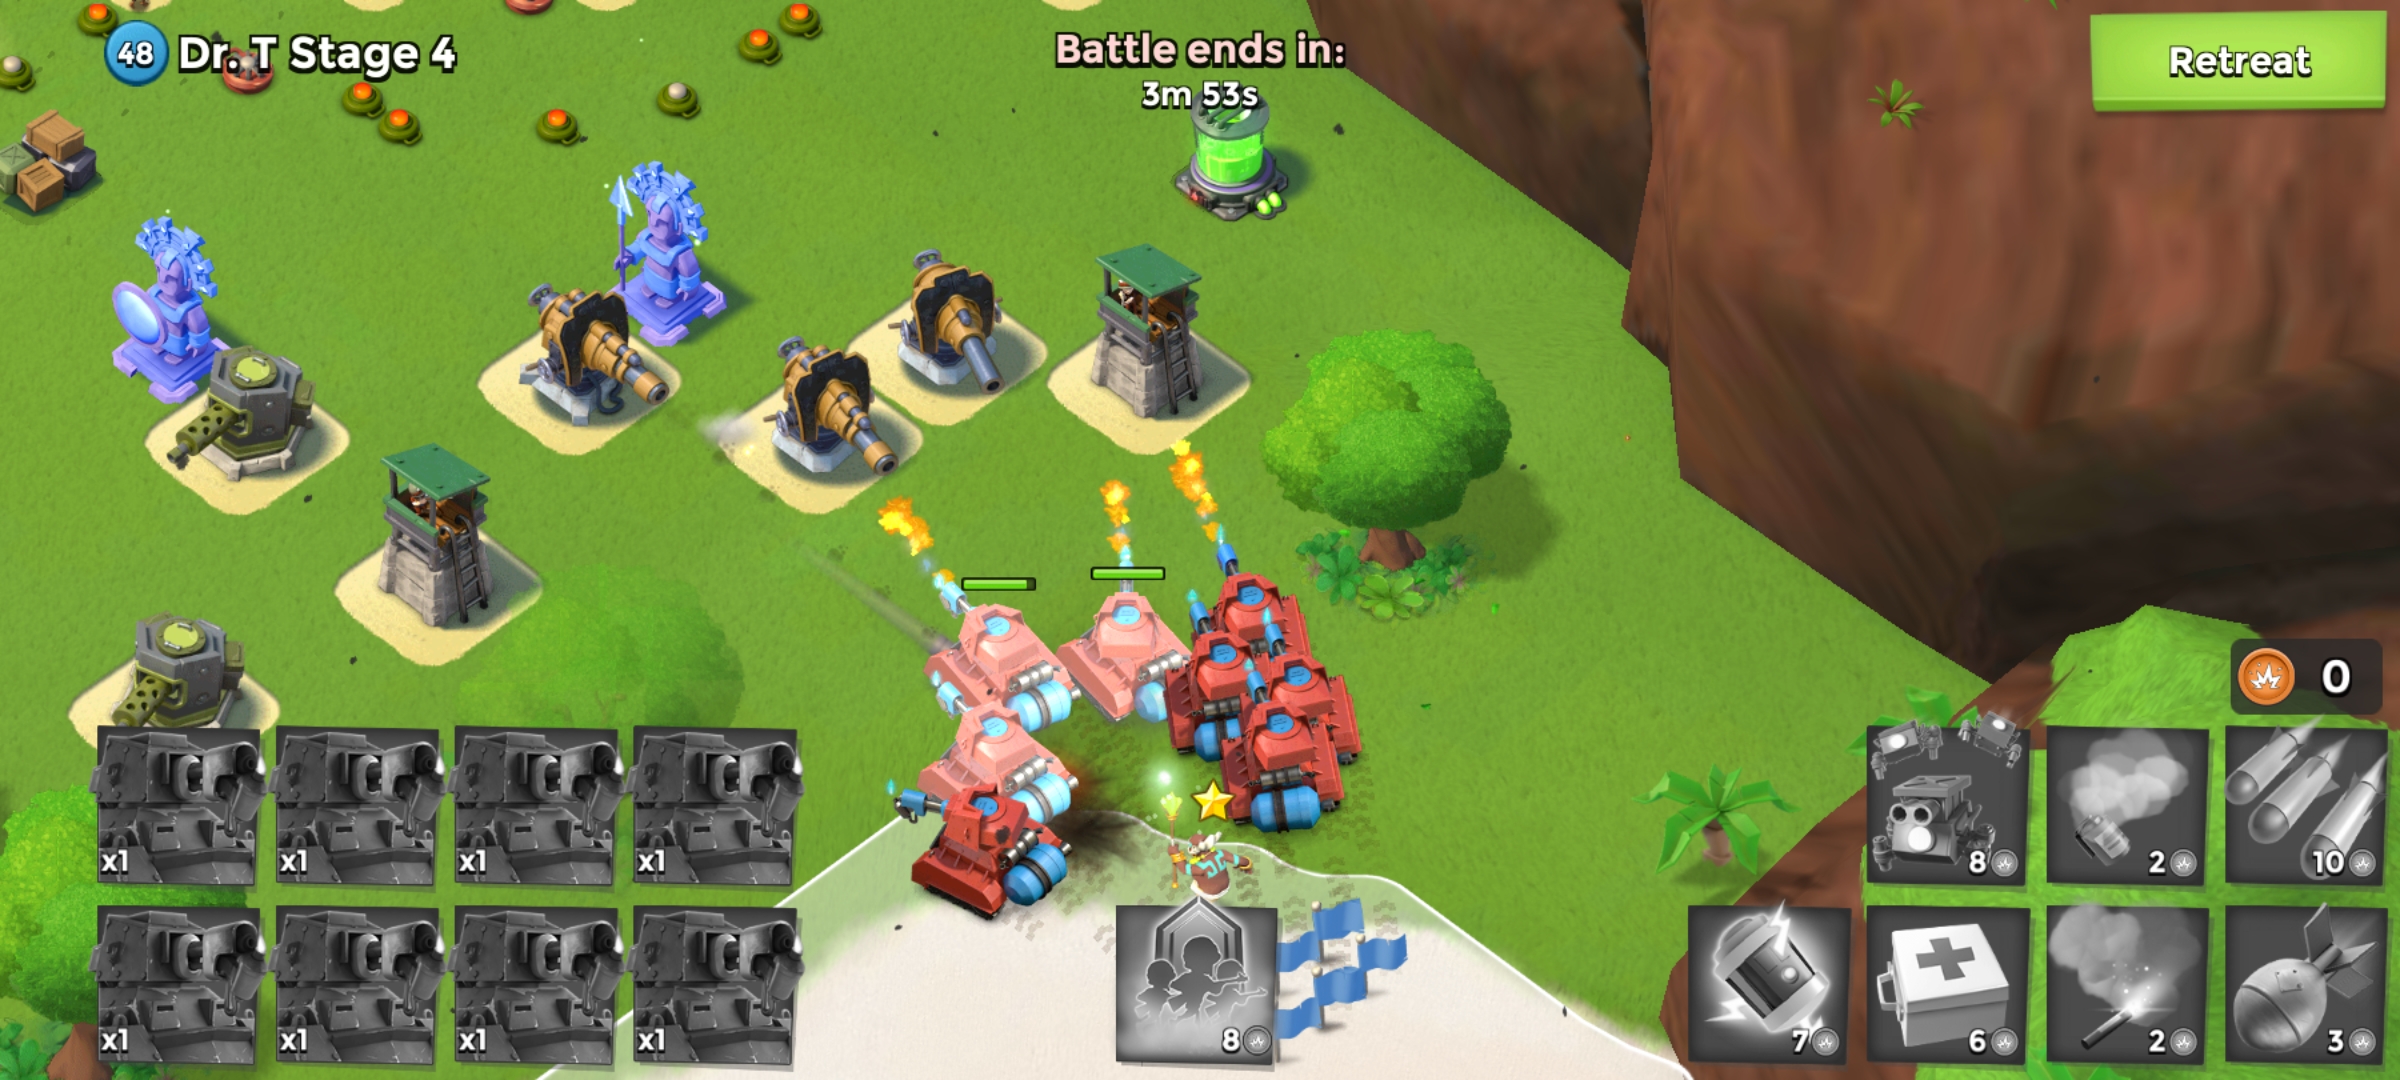 48 Dr. T Stage 4
Battle ends in:
3m 53s
Retreat
0
x1 x1 x1 x1
8 2 10
x1 x1 x1 x1
8
7 6 2 3